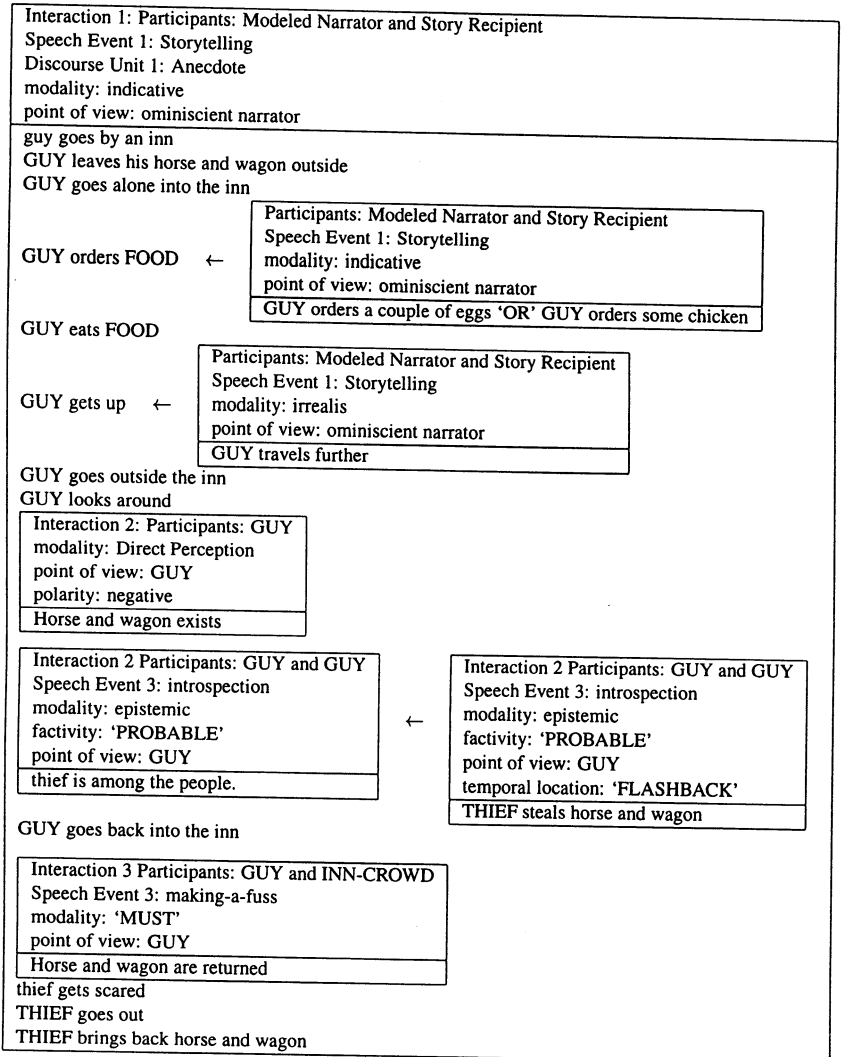 Interaction 1: Participants: Modeled Narrator and Story Recipient
Speech Event 1: Storytelling
Discourse Unit 1: Anecdote
modality: indicative
point of view: ominiscient narrator
guy goes by an inn
GUY leaves his horse and wagon outside
GUY goes alone into the inn
Participants: Modeled Narrator and Story Recipient
Speech Event 1: Storytelling
GUY orders FOOD ←
modality: indicative
point of view: ominiscient narrator
GUY orders a couple of eggs ‘OR’ GUY orders some chicken
GUY eats FOOD
Participants: Modeled Narrator and Story Recipient
Speech Event 1: Storytelling
GUY gets up ←
modality: irrealis
point of view: ominiscient narrator
GUY travels further
GUY goes outside the inn
GUY looks around
Interaction 2: Participants: GUY
modality: Direct Perception
point of view: GUY
polarity: negative
Horse and wagon exists
Interaction 2 Participants: GUY and GUY
Speech Event 3: introspection
modality: epistemic
factivity: ‘PROBABLE’
point of view: GUY
thief is among the people.
←
Interaction 2 Participants: GUY and GUY
Speech Event 3: introspection
modality: epistemic
factivity: ‘PROBABLE’
point of view: GUY
temporal location: ‘FLASHBACK’
THIEF steals horse and wagon
GUY goes back into the inn
Interaction 3 Participants: GUY and INN-CROWD
Speech Event 3: making-a-fuss
modality: ‘MUST’
point of view: GUY
Horse and wagon are returned
thief gets scared
THIEF goes out
THIEF brings back horse and wagon